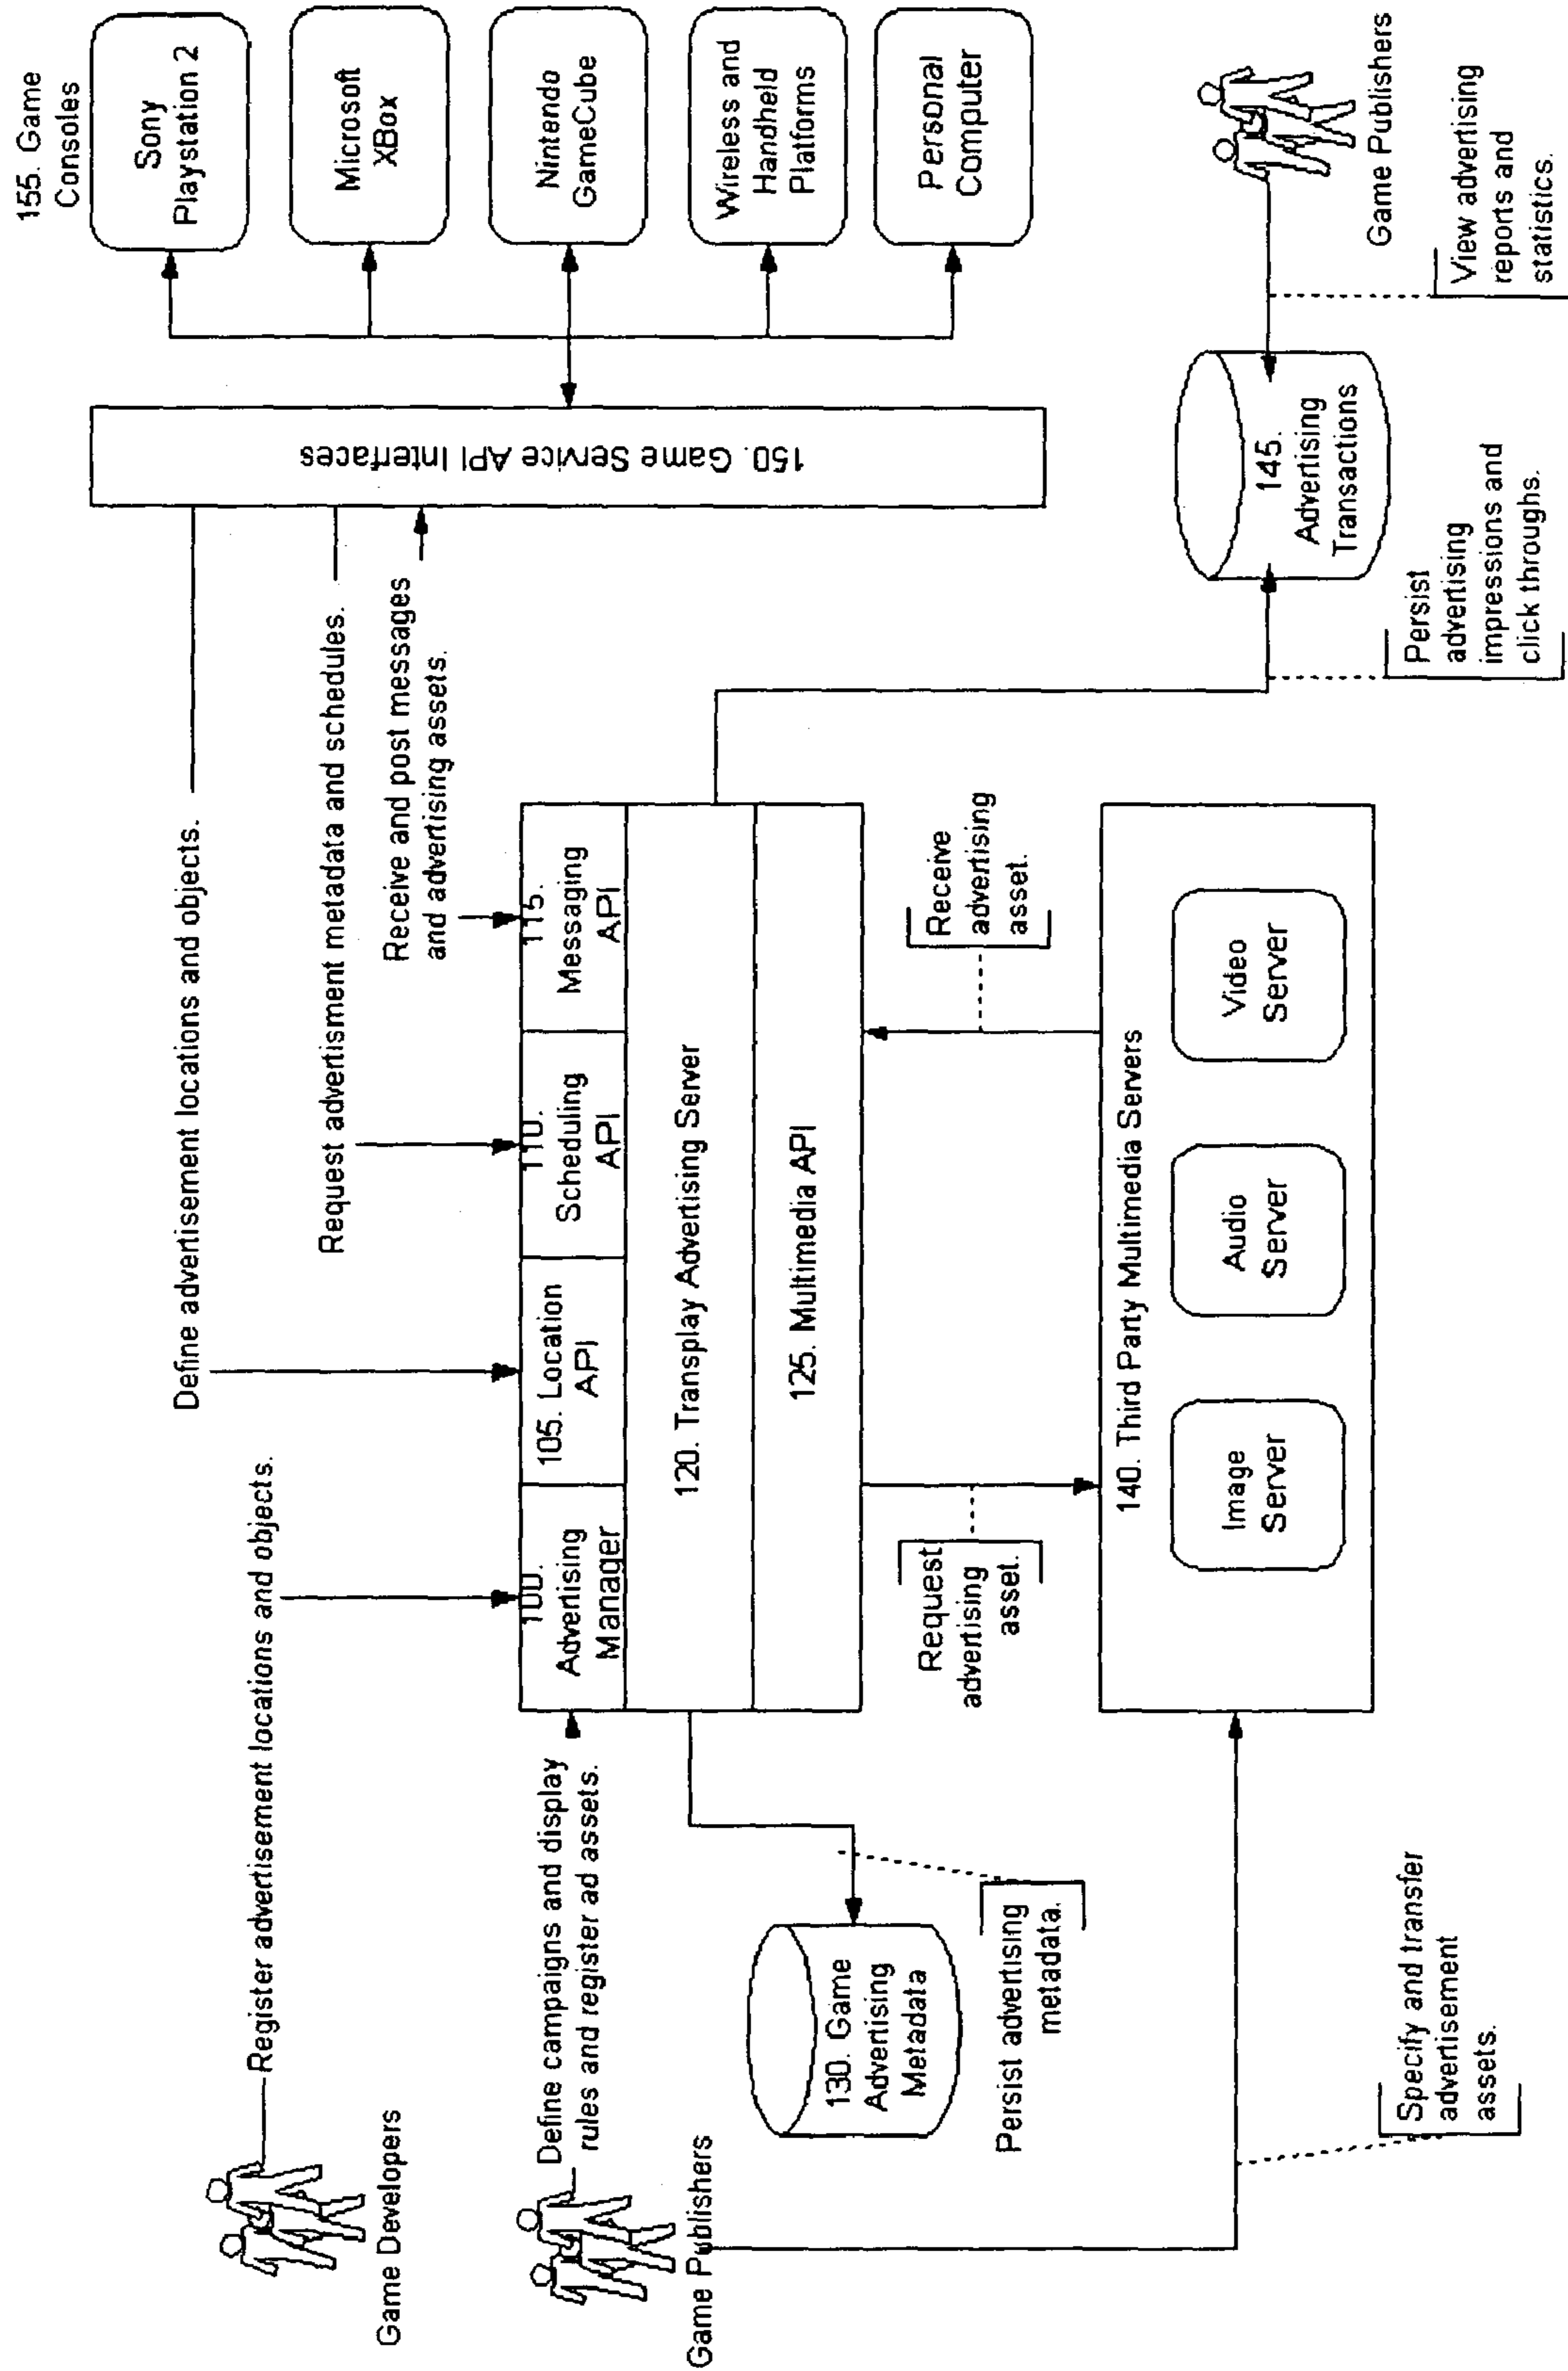 155. Game
Consoles
Sony
Playstation 2
Microsoft
XBox
Nintendo
GameCube
Wireless and
Handheld
Platforms
Personal
Computer
150. Game Service API Interfaces
Define advertisement locations and objects.
Request advertisment metadata and schedules.
Receive and post messages
and advertising assets.
Register advertisement locations and objects.
Game Developers
Define campaigns and display
rules and register ad assets.
Game Publishers
100.
Advertising
Manager
105. Location
API
110.
Scheduling
API
115.
Messaging
API
120. Transplay Advertising Server
125. Multimedia API
130. Game
Advertising
Metadata
Persist advertising
metadata.
Request
advertising
asset.
Receive
advertising
asset.
140. Third Party Multimedia Servers
Image
Server
Audio
Server
Video
Server
Specify and transfer
advertisement
assets.
145.
Advertising
Transactions
Persist
advertising
impressions and
click throughs.
Game Publishers
View advertising
reports and
statistics.